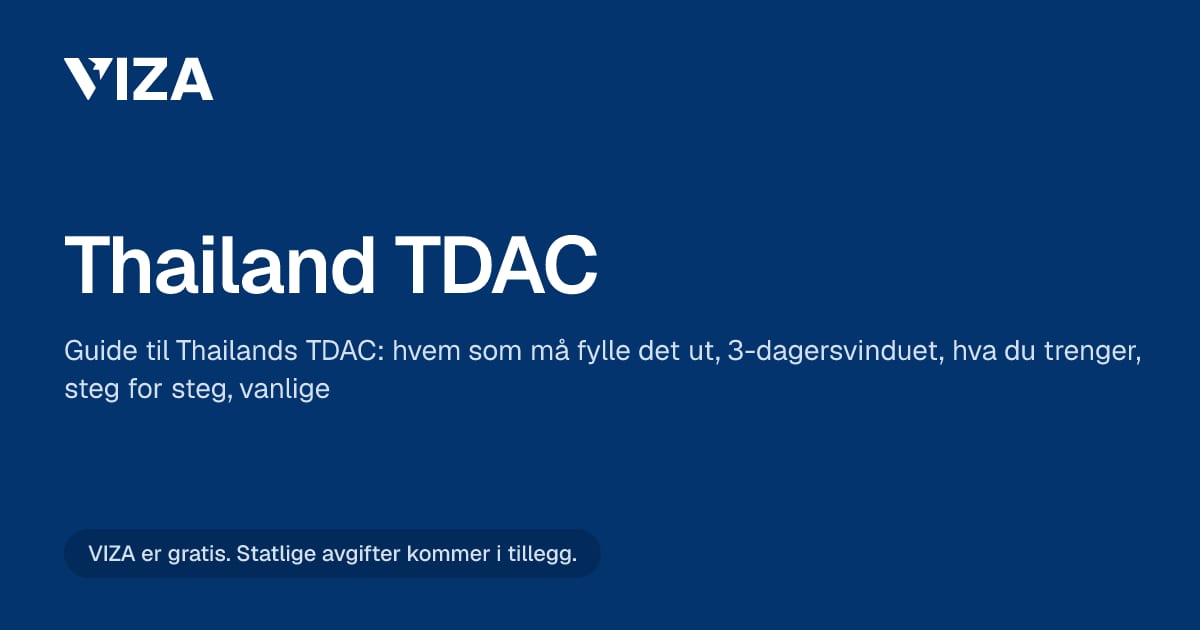 VIZA
Thailand TDAC
Guide til Thailands TDAC: hvem som må fylle det ut, 3-dagersvinduet, hva du trenger,
steg for steg, vanlige
VIZA er gratis. Statlige avgifter kommer i tillegg.